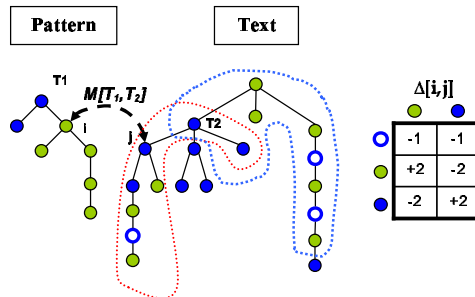 Pattern
Text
T1
M[T1,T2]
i
j
T2
Δ[i,j]
-1 -1
+2 -2
-2 +2